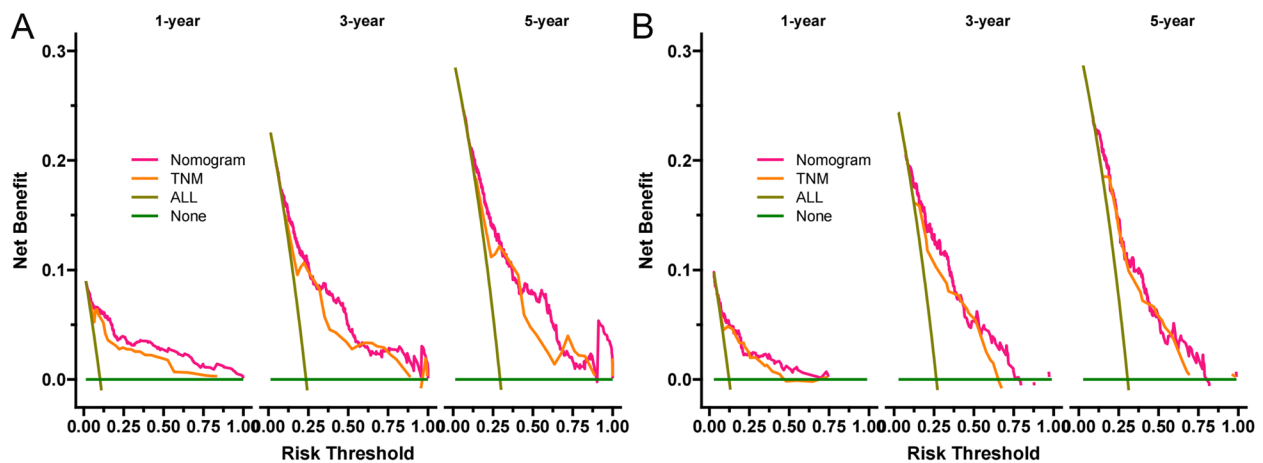 A
1-year
3-year
5-year
Net Benefit
0.3
0.2
0.1
0.0
Nomogram
TNM
ALL
None
0.00 0.25 0.50 0.75 1.00
0.00 0.25 0.50 0.75 1.00
0.00 0.25 0.50 0.75 1.00
Risk Threshold
B
1-year
3-year
5-year
Net Benefit
0.3
0.2
0.1
0.0
Nomogram
TNM
ALL
None
0.00 0.25 0.50 0.75 1.00
0.00 0.25 0.50 0.75 1.00
0.00 0.25 0.50 0.75 1.00
Risk Threshold